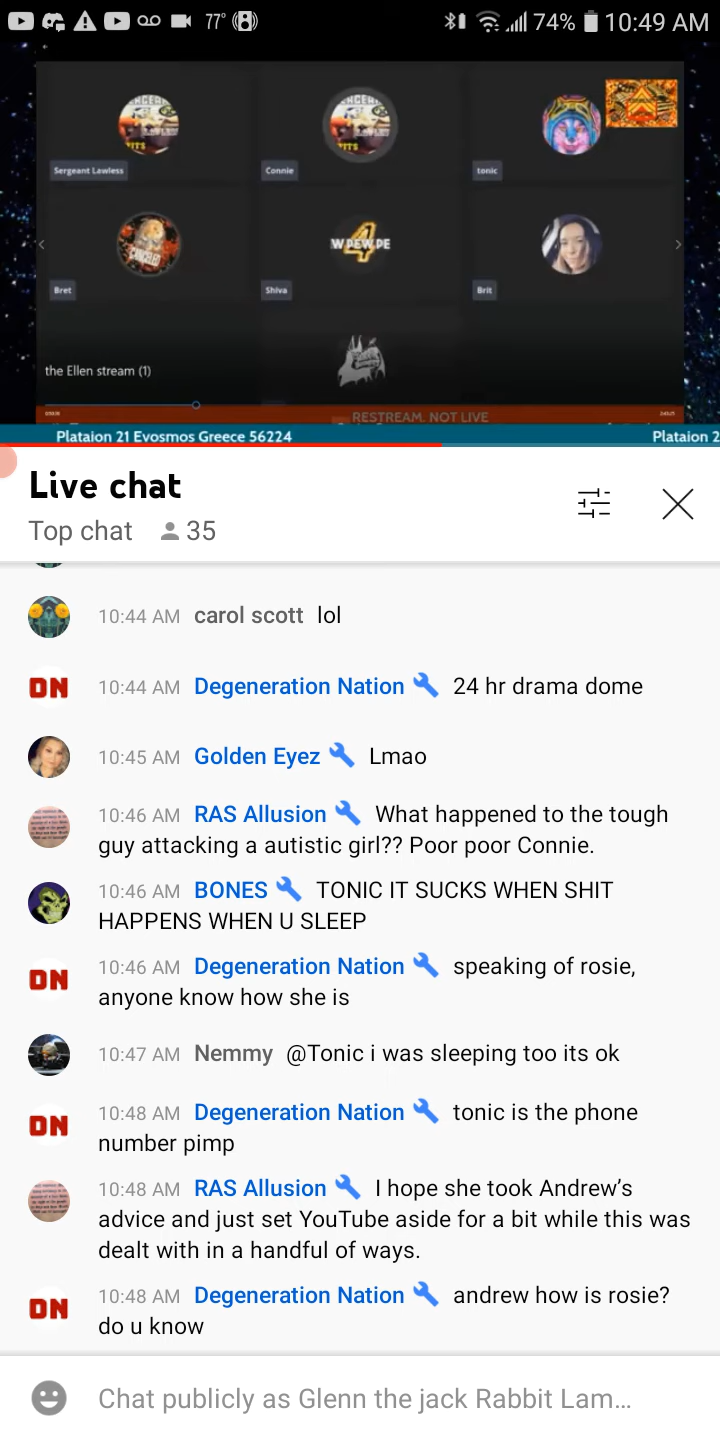 77° 74% 10:49 AM
Sergeant Lawless Connie tonic
CANCELED W PEW PE 4
Bret Shiva Brit
the Ellen stream (1)
RESTREAM. NOT LIVE
Plataion 21 Evosmos Greece 56224 Plataion 2
Live chat
Top chat 35
10:44 AM carol scott lol
DN 10:44 AM Degeneration Nation 24 hr drama dome
10:45 AM Golden Eyez Lmao
10:46 AM RAS Allusion What happened to the tough
guy attacking a autistic girl?? Poor poor Connie.
10:46 AM BONES TONIC IT SUCKS WHEN SHIT
HAPPENS WHEN U SLEEP
DN 10:46 AM Degeneration Nation speaking of rosie,
anyone know how she is
10:47 AM Nemmy @Tonic i was sleeping too its ok
DN 10:48 AM Degeneration Nation tonic is the phone
number pimp
10:48 AM RAS Allusion I hope she took Andrew’s
advice and just set YouTube aside for a bit while this was
dealt with in a handful of ways.
DN 10:48 AM Degeneration Nation andrew how is rosie?
do u know
Chat publicly as Glenn the jack Rabbit Lam...